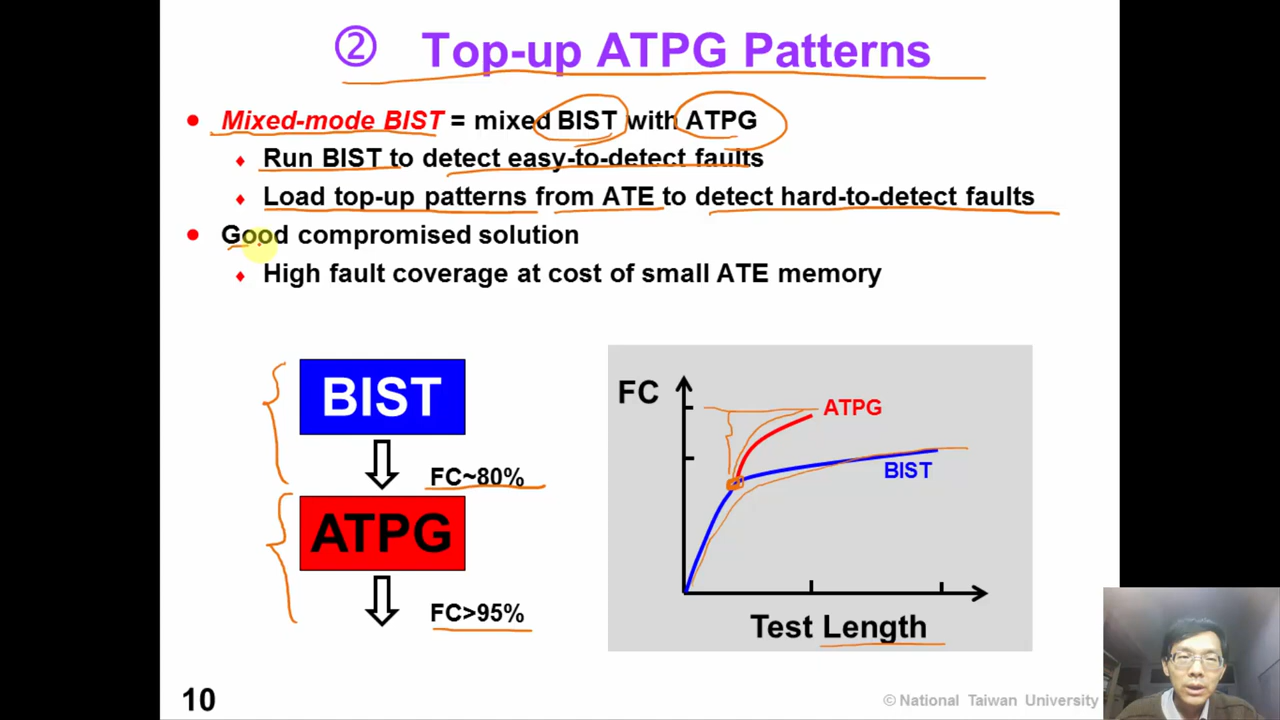 ② Top-up ATPG Patterns
Mixed-mode BIST = mixed BIST with ATPG
Run BIST to detect easy-to-detect faults
Load top-up patterns from ATE to detect hard-to-detect faults
Good compromised solution
High fault coverage at cost of small ATE memory
BIST
FC~80%
ATPG
FC>95%
FC
ATPG
BIST
Test Length
10
© National Taiwan University